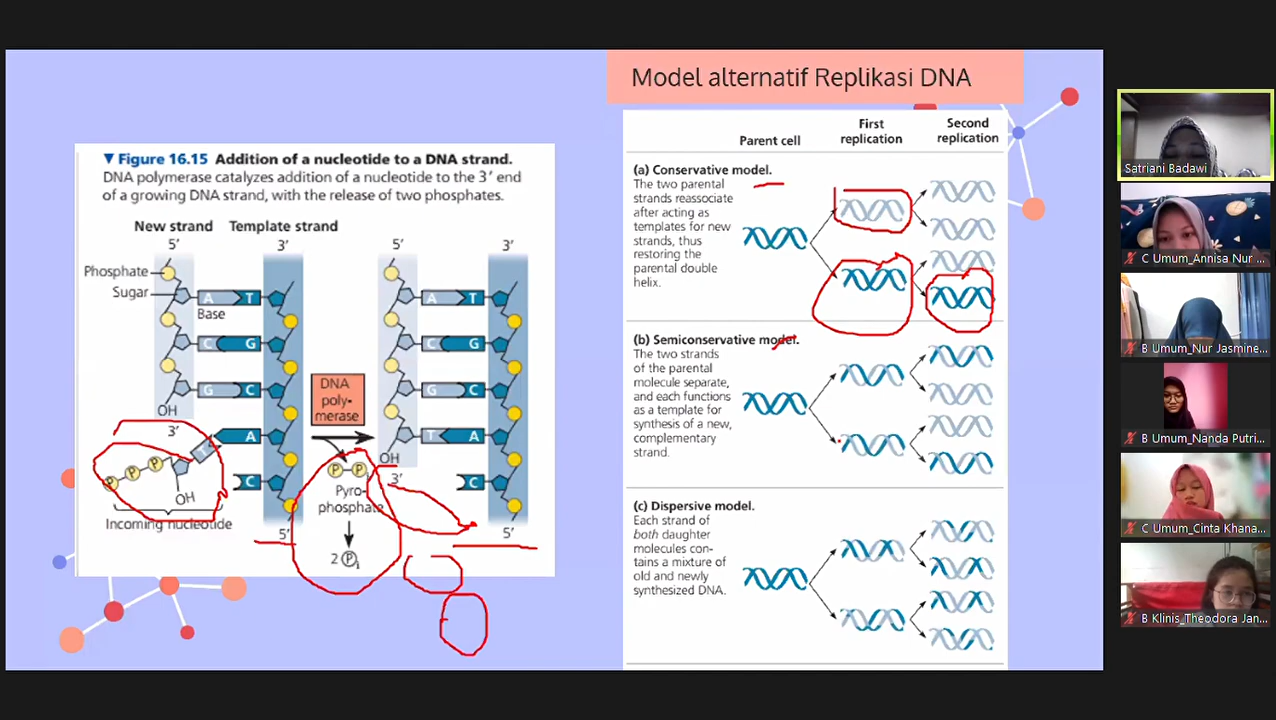 Model alternatif Replikasi DNA
▼ Figure 16.15 Addition of a nucleotide to a DNA strand.
DNA polymerase catalyzes addition of a nucleotide to the 3′ end
of a growing DNA strand, with the release of two phosphates.
New strand Template strand
5′ 3′ 5′ 3′
Phosphate
Sugar
A T A T
Base
C G C G
G C G C
OH
3′
DNA
poly-
merase
A T A
T
P P P
OH
C
Incoming nucleotide
5′
P P
Pyro-
phosphate
2 Pi
OH
3′
C
5′
Parent cell
First
replication
Second
replication
(a) Conservative model.
The two parental
strands reassociate
after acting as
templates for new
strands, thus
restoring the
parental double
helix.
(b) Semiconservative model.
The two strands
of the parental
molecule separate,
and each functions
as a template for
synthesis of a new,
complementary
strand.
(c) Dispersive model.
Each strand of
both daughter
molecules con-
tains a mixture of
old and newly
synthesized DNA.
Satriani Badawi
C Umum_Annisa Nur ...
B Umum_Nur Jasmine...
B Umum_Nanda Putri...
C Umum_Cinta Khana...
B Klinis_Theodora Jan...